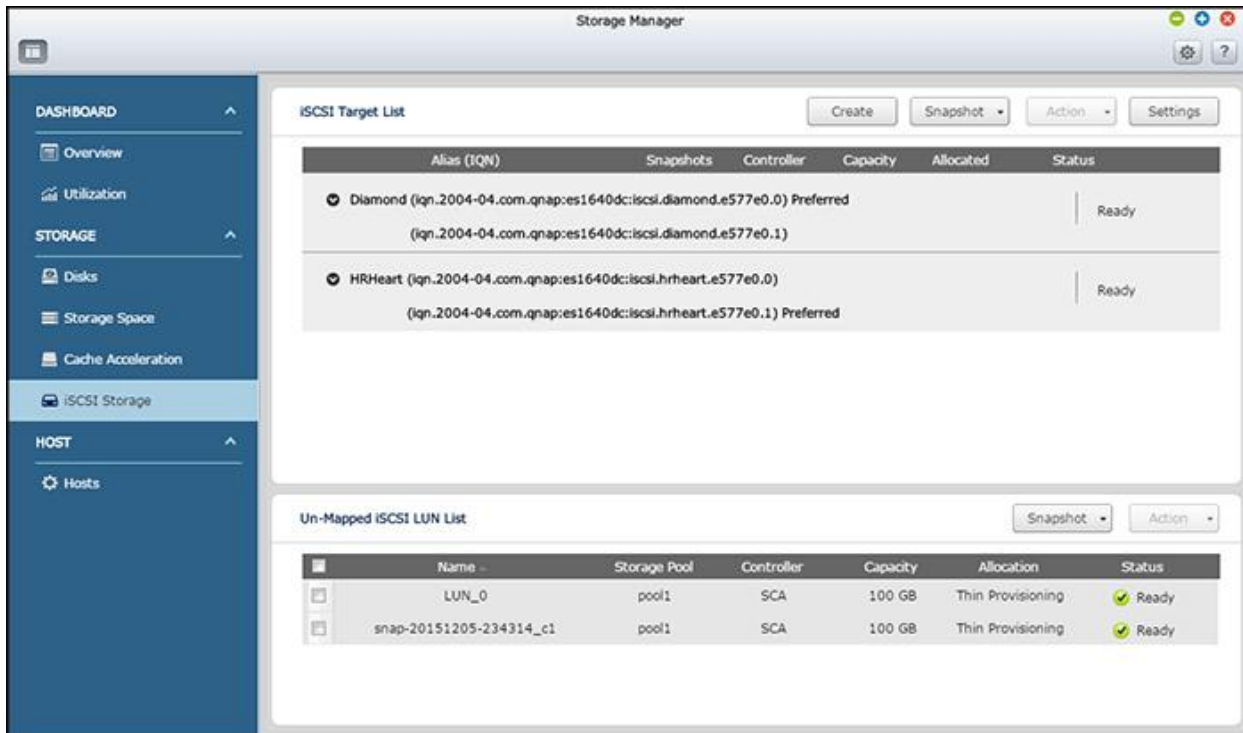 Storage Manager
?
DASHBOARD
Overview
Utilization
STORAGE
Disks
Storage Space
Cache Acceleration
iSCSI Storage
HOST
Hosts
iSCSI Target List
Create
Snapshot
Action
Settings
Alias (IQN) Snapshots Controller Capacity Allocated Status
Diamond (iqn.2004-04.com.qnap:es1640dc:iscsi.diamond.e577e0.0) Preferred
(iqn.2004-04.com.qnap:es1640dc:iscsi.diamond.e577e0.1)
Ready
HRHeart (iqn.2004-04.com.qnap:es1640dc:iscsi.hrheart.e577e0.0)
(iqn.2004-04.com.qnap:es1640dc:iscsi.hrheart.e577e0.1) Preferred
Ready
Un-Mapped iSCSI LUN List
Snapshot
Action
Name Storage Pool Controller Capacity Allocation Status
LUN_0 pool1 SCA 100 GB Thin Provisioning Ready
snap-20151205-234314_c1 pool1 SCA 100 GB Thin Provisioning Ready